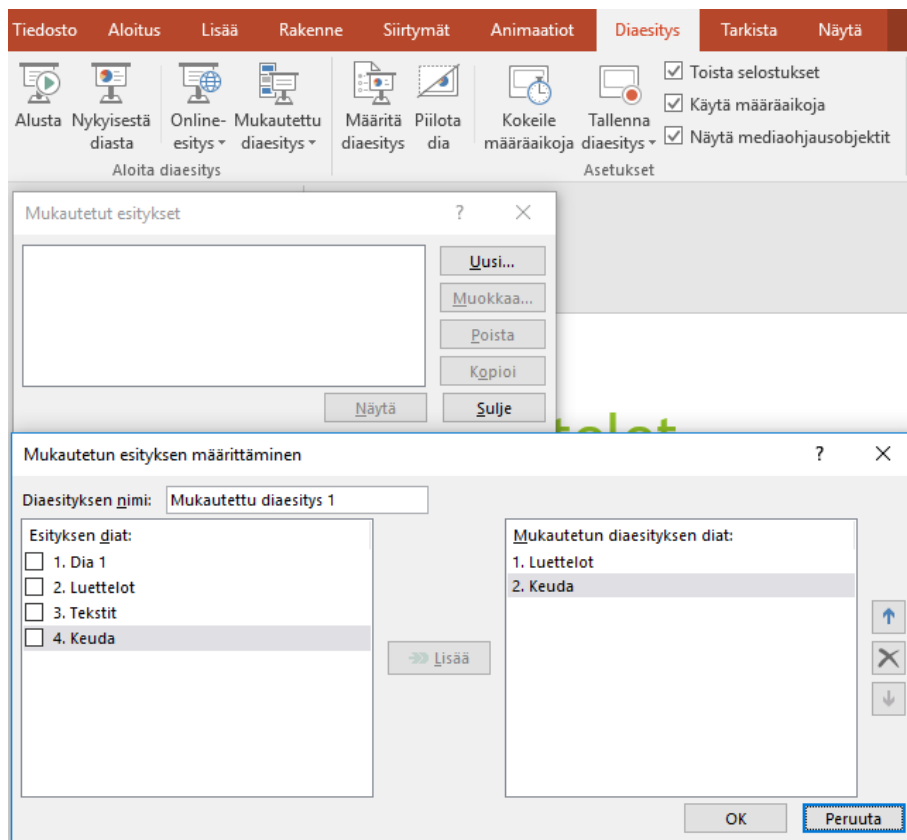 Tiedosto Aloitus Lisää Rakenne Siirtymät Animaatiot Diaesitys Tarkista Näytä
Alusta Nykyisestä diasta Online-esitys Mukautettu diaesitys Määritä diaesitys Piilota dia Kokeile määräaikoja Tallenna diaesitys
Toista selostukset
Käytä määräaikoja
Näytä mediaohjausobjektit
Aloita diaesitys Asetukset
Mukautetut esitykset ?
Uusi...
Muokkaa...
Poista
Kopioi
Näytä Sulje
Mukautetun esityksen määrittäminen ?
Diaesityksen nimi: Mukautettu diaesitys 1
Esityksen diat:
1. Dia 1
2. Luettelot
3. Tekstit
4. Keuda
Lisää
Mukautetun diaesityksen diat:
1. Luettelot
2. Keuda
OK Peruuta